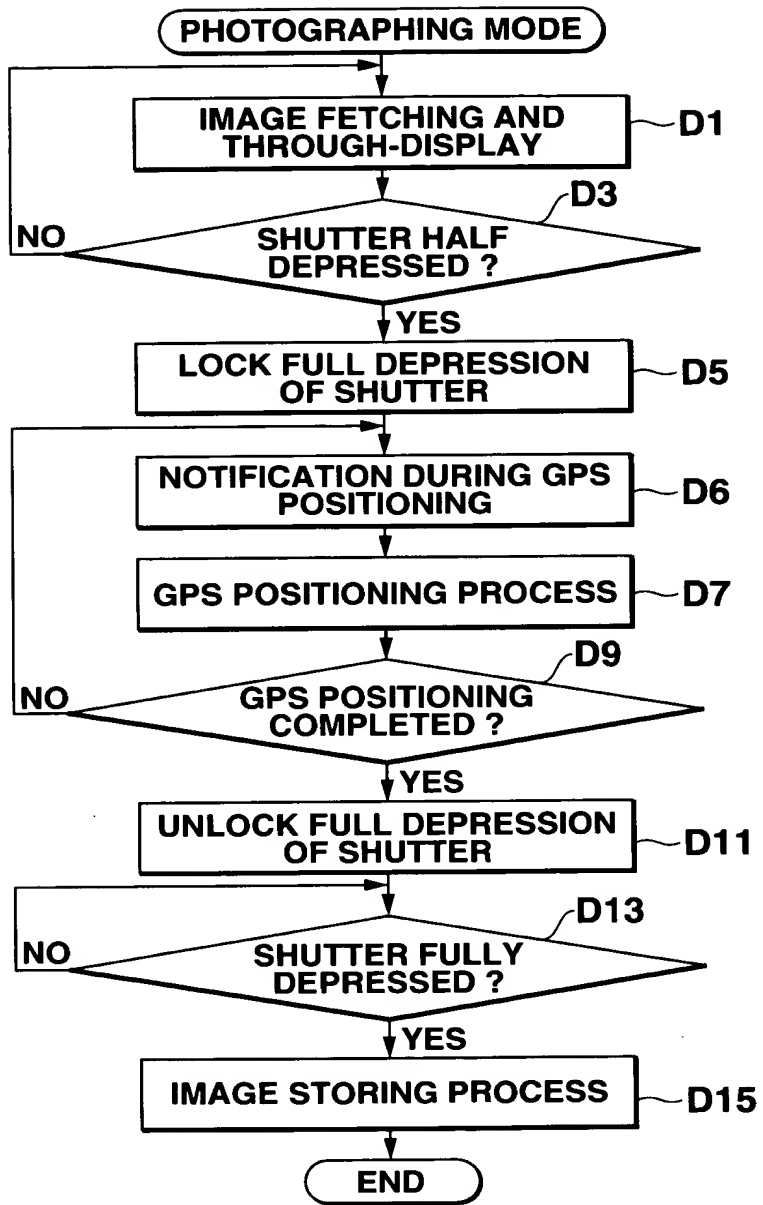 PHOTOGRAPHING MODE
IMAGE FETCHING AND
THROUGH-DISPLAY
D1
D3
NO
SHUTTER HALF
DEPRESSED ?
YES
LOCK FULL DEPRESSION
OF SHUTTER
D5
NOTIFICATION DURING GPS
POSITIONING
D6
GPS POSITIONING PROCESS
D7
D9
NO
GPS POSITIONING
COMPLETED ?
YES
UNLOCK FULL DEPRESSION
OF SHUTTER
D11
D13
NO
SHUTTER FULLY
DEPRESSED ?
YES
IMAGE STORING PROCESS
D15
END